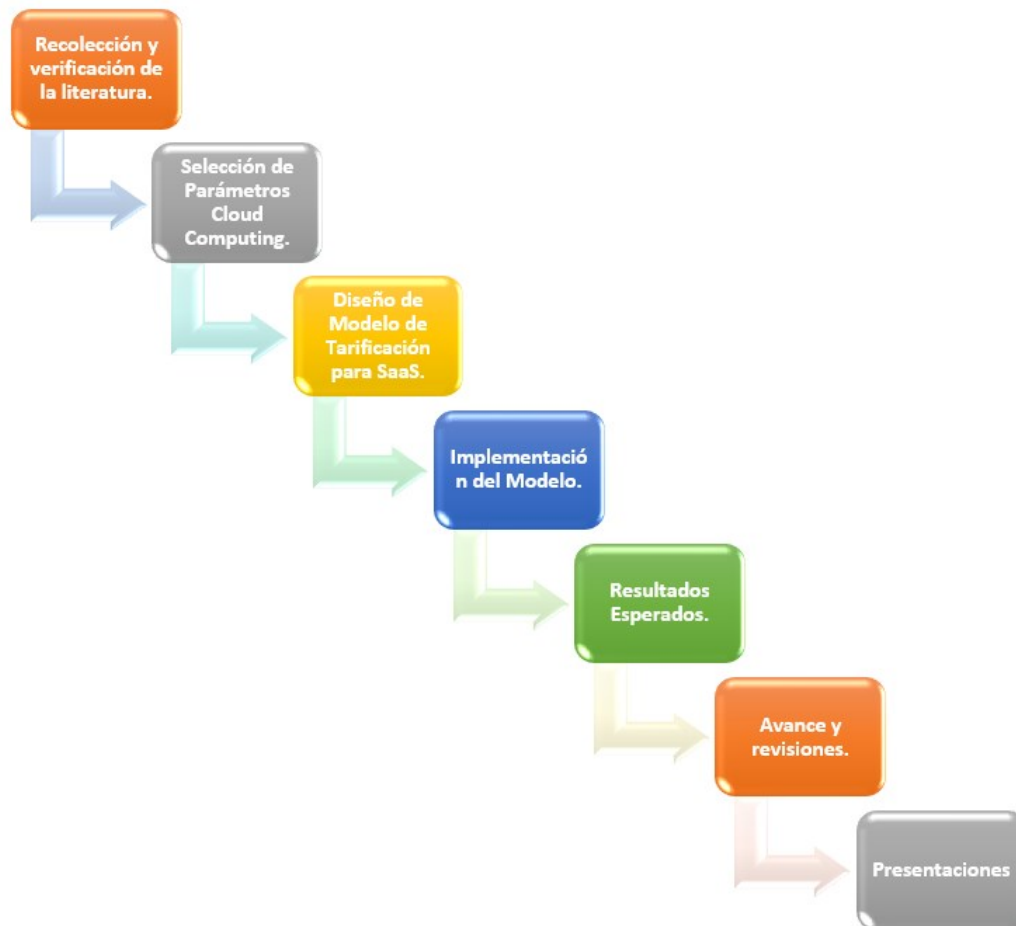 Recolección y
verificación de
la literatura.
Selección de
Parámetros
Cloud
Computing.
Diseño de
Modelo de
Tarificación
para SaaS.
Implementació
n del Modelo.
Resultados
Esperados.
Avance y
revisiones.
Presentaciones